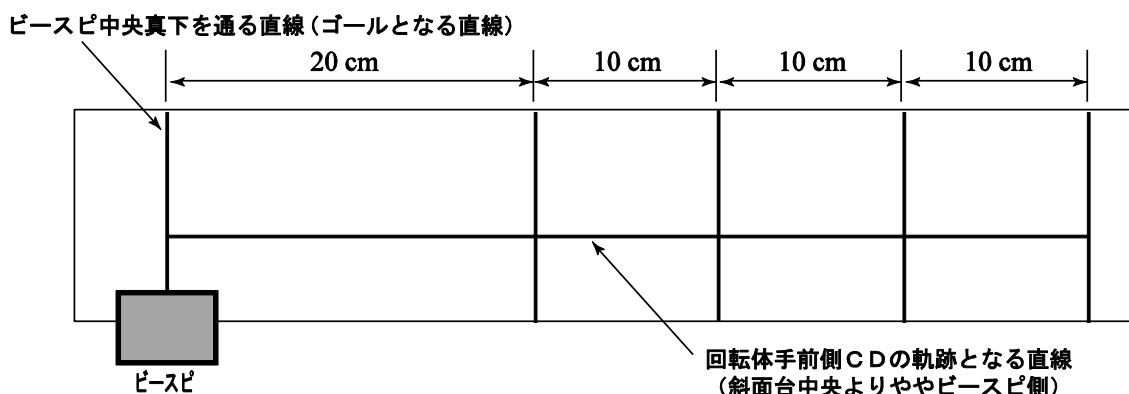 ビースピ中央真下を通る直線（ゴールとなる直線）
20 cm
10 cm
10 cm
10 cm
回転体手前側ＣＤの軌跡となる直線
（斜面台中央よりややビースピ側）
ビースピ